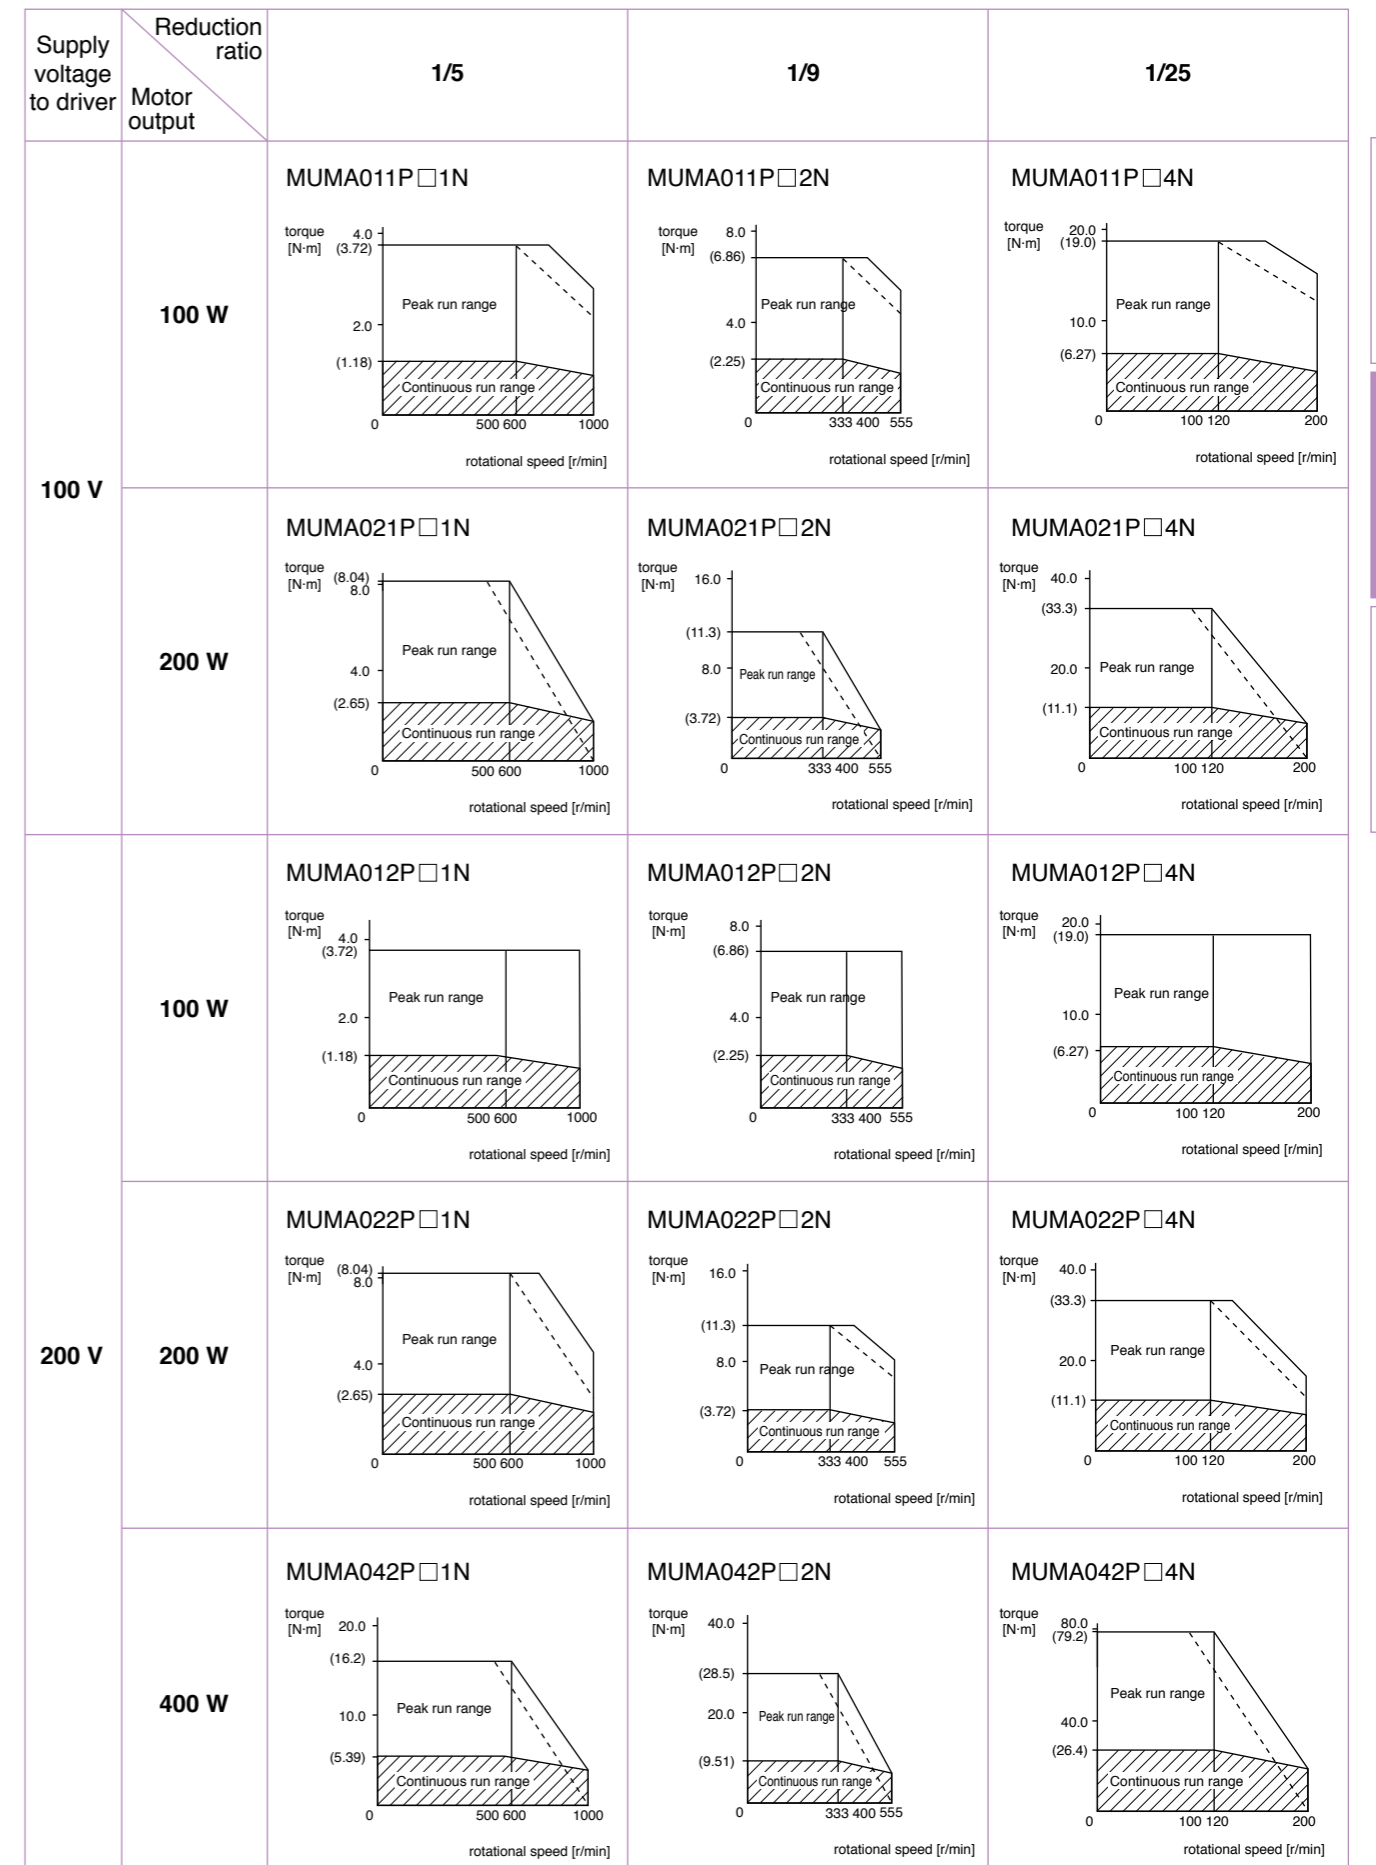 Supply
voltage
to driver
Reduction
ratio
Motor
output
1/5
1/9
1/25
100 V
100 W
MUMA011P□1N
torque
[N·m]
4.0
(3.72)
2.0
(1.18)
Peak run range
Continuous run range
0
500 600
1000
rotational speed [r/min]
MUMA011P□2N
torque
[N·m]
8.0
(6.86)
4.0
(2.25)
Peak run range
Continuous run range
0
333 400
555
rotational speed [r/min]
MUMA011P□4N
torque
[N·m]
20.0
(19.0)
10.0
(6.27)
Peak run range
Continuous run range
0
100 120
200
rotational speed [r/min]
200 W
MUMA021P□1N
torque
[N·m]
(8.04)
8.0
4.0
(2.65)
Peak run range
Continuous run range
0
500 600
1000
rotational speed [r/min]
MUMA021P□2N
torque
[N·m]
16.0
(11.3)
8.0
(3.72)
Peak run range
Continuous run range
0
333 400
555
rotational speed [r/min]
MUMA021P□4N
torque
[N·m]
40.0
(33.3)
20.0
(11.1)
Peak run range
Continuous run range
0
100 120
200
rotational speed [r/min]
200 V
100 W
MUMA012P□1N
torque
[N·m]
4.0
(3.72)
2.0
(1.18)
Peak run range
Continuous run range
0
500 600
1000
rotational speed [r/min]
MUMA012P□2N
torque
[N·m]
8.0
(6.86)
4.0
(2.25)
Peak run range
Continuous run range
0
333 400
555
rotational speed [r/min]
MUMA012P□4N
torque
[N·m]
20.0
(19.0)
10.0
(6.27)
Peak run range
Continuous run range
0
100 120
200
rotational speed [r/min]
200 W
MUMA022P□1N
torque
[N·m]
(8.04)
8.0
4.0
(2.65)
Peak run range
Continuous run range
0
500 600
1000
rotational speed [r/min]
MUMA022P□2N
torque
[N·m]
16.0
(11.3)
8.0
(3.72)
Peak run range
Continuous run range
0
333 400
555
rotational speed [r/min]
MUMA022P□4N
torque
[N·m]
40.0
(33.3)
20.0
(11.1)
Peak run range
Continuous run range
0
100 120
200
rotational speed [r/min]
400 W
MUMA042P□1N
torque
[N·m]
20.0
(16.2)
10.0
(5.39)
Peak run range
Continuous run range
0
500 600
1000
rotational speed [r/min]
MUMA042P□2N
torque
[N·m]
40.0
(28.5)
20.0
(9.51)
Peak run range
Continuous run range
0
333 400
555
rotational speed [r/min]
MUMA042P□4N
torque
[N·m]
80.0
(79.2)
40.0
(26.4)
Peak run range
Continuous run range
0
100 120
200
rotational speed [r/min]